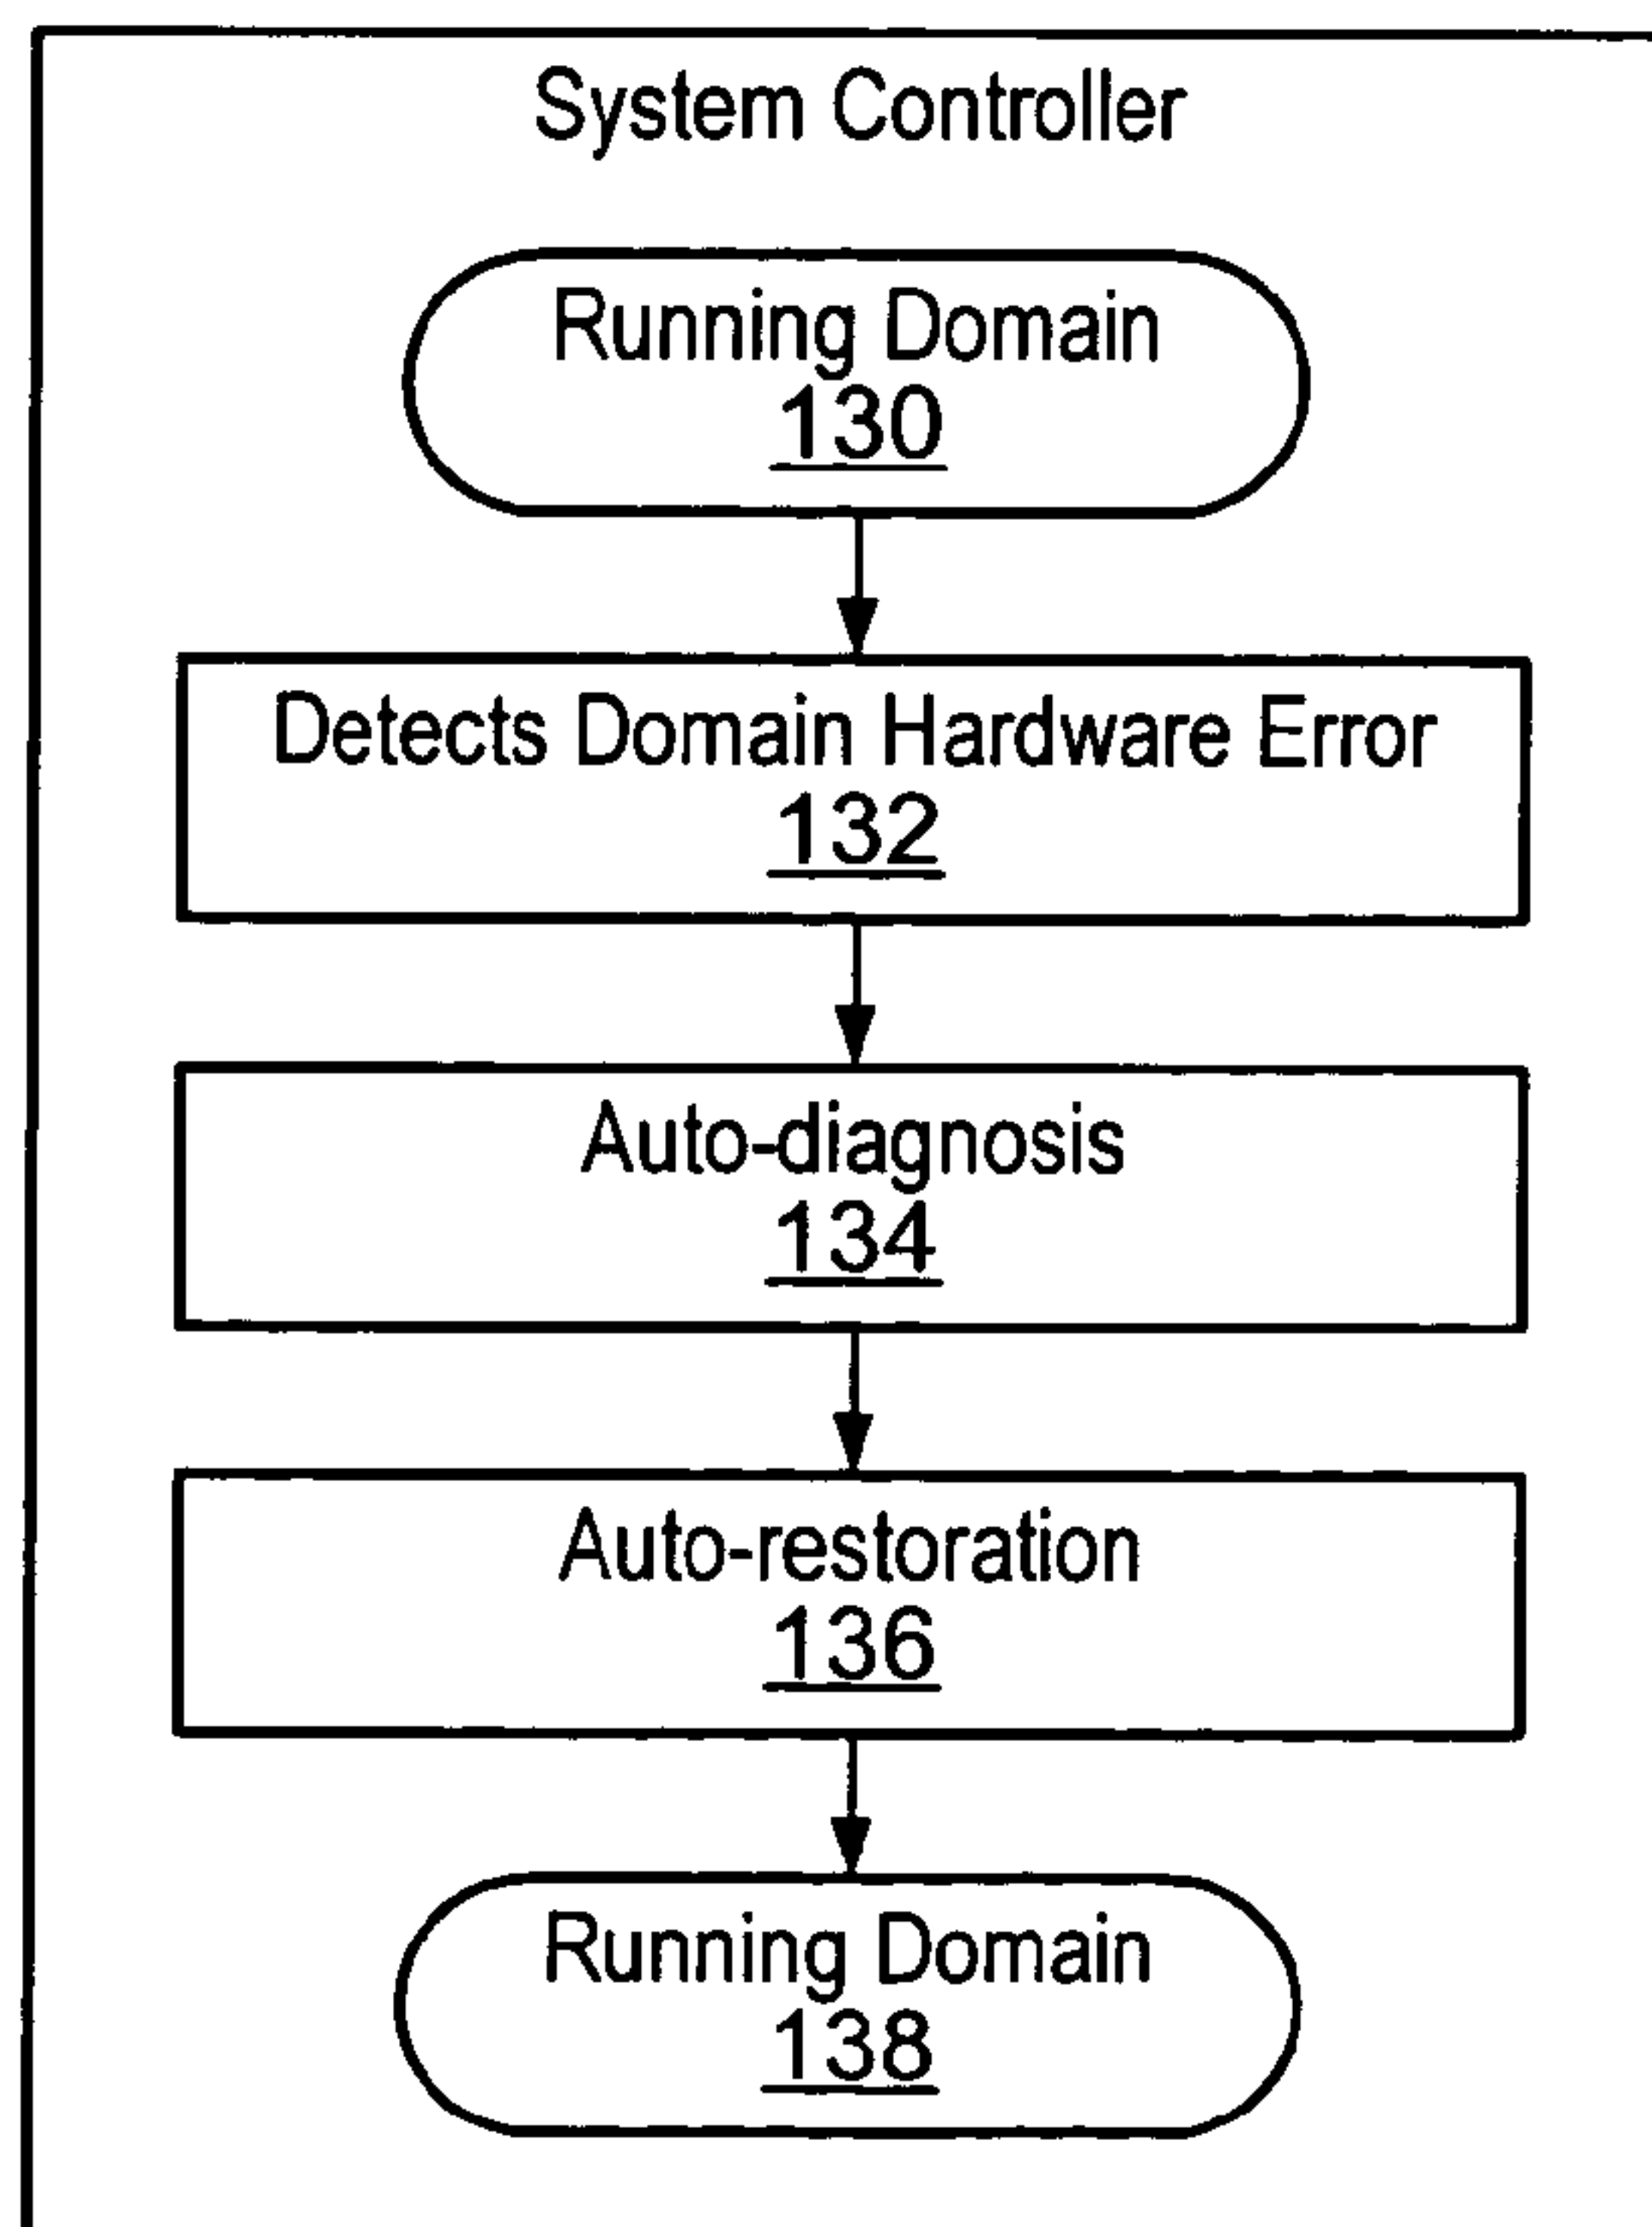 System Controller
Running Domain
130
Detects Domain Hardware Error
132
Auto-diagnosis
134
Auto-restoration
136
Running Domain
138